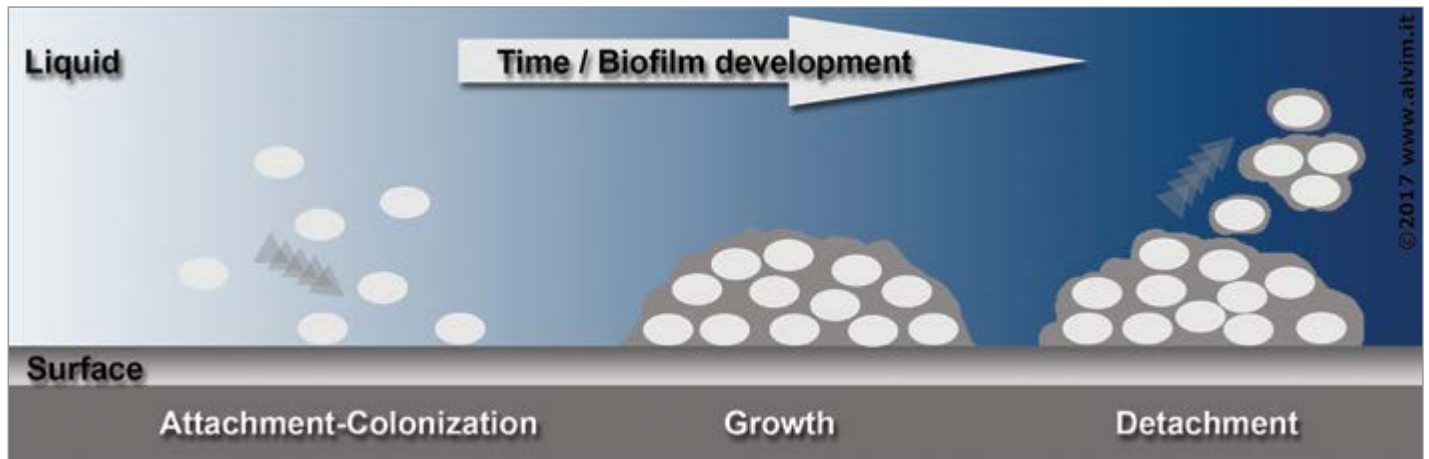 Liquid
Time / Biofilm development
©2017 www.alvim.it
Surface
Attachment-Colonization
Growth
Detachment